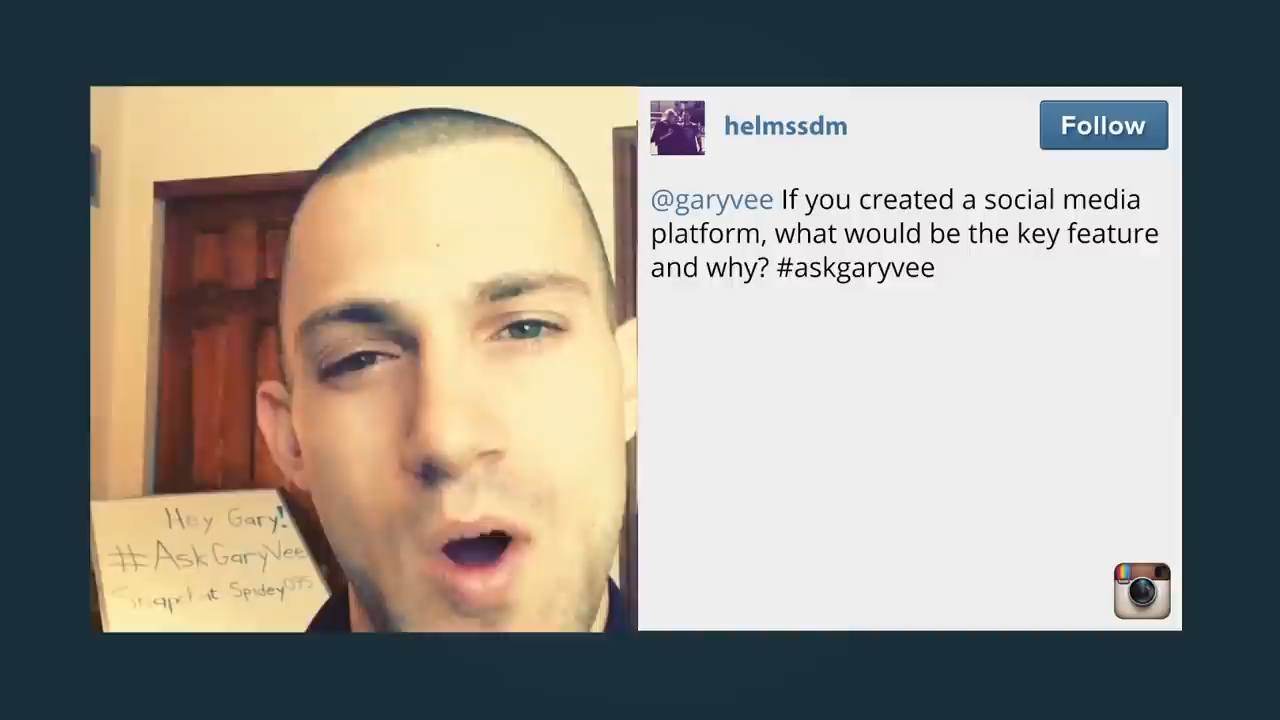 helmssdm
Follow
@garyvee If you created a social media
platform, what would be the key feature
and why? #askgaryvee
Hey Gary!
#AskGaryVee
Spidey